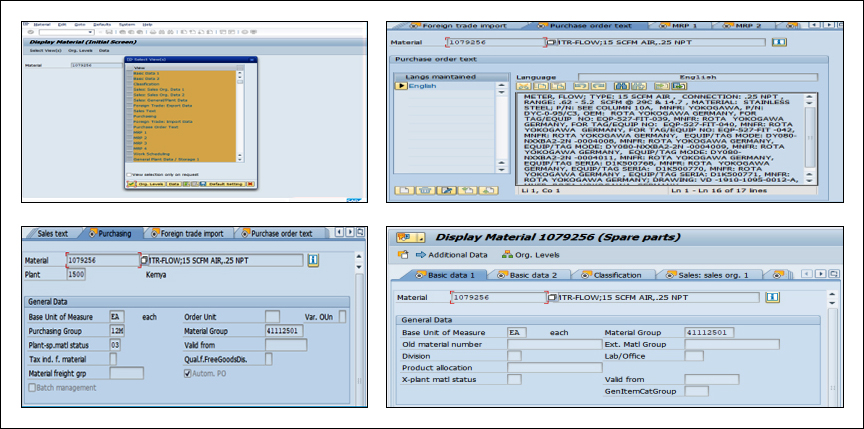 Material Edit Goto Defaults System Help
Display Material (Initial Screen)
Select View(s) Org. Levels Data
Material 1079256
Select View(s)
View
Basic Data 1
Basic Data 2
Classification
Sales: Sales Org. Data 1
Sales: Sales Org. Data 2
Sales: General/Plant Data
Foreign Trade: Export Data
Sales Text
Purchasing
Foreign Trade: Import Data
Purchase Order Text
MRP 1
MRP 2
MRP 3
MRP 4
Work Scheduling
General Plant Data / Storage 1
View selection only on request
Org. Levels Data Default Setting
Foreign trade import Purchase order text MRP 1 MRP 2
Material 1079256 MTR-FLOW;15 SCFM AIR,.25 NPT
Purchase order text
Langs maintained Language English
English
METER, FLOW; TYPE: 15 SCFM AIR , CONNECTION: .25 NPT ,
RANGE: .62 - 5.2 SCFM @ 29C & 14.7 , MATERIAL: STAINLESS
STEEL; P/N: SEE COLUMN 10A, MNFR: YOKOGAWA, P/N:
DYC-0-95/C3, OEM: ROTA YOKOGAWA GERMANY, FOR
TAG/EQUIP NO: EQP-527-FIT-039, MNFR: ROTA YOKOGAWA
GERMANY, FOR TAG/EQUIP NO: EQP-527-FIT -040, MNFR: ROTA
YOKOGAWA GERMANY, FOR TAG/EQUIP NO: EQP-527-FIT -042,
MNFR: ROTA YOKOGAWA GERMANY, EQUIP/TAG MODE: DY080-
NXXBA2-2N -0004008, MNFR: ROTA YOKOGAWA GERMANY,
EQUIP/TAG MODE: DY080-NXXBA2-2N -0004009, MNFR: ROTA
YOKOGAWA GERMANY, EQUIP/TAG MODE: DY080-
NXXBA2-2N -0004011, MNFR: ROTA YOKOGAWA GERMANY,
EQUIP/TAG SERIA: D1K500768, MNFR: ROTA YOKOGAWA
GERMANY, EQUIP/TAG SERIA: D1K500770, MNFR: ROTA
YOKOGAWA GERMANY , EQUIP/TAG SERIA: D1K500771, MNFR:
ROTA YOKOGAWA GERMANY; DRAWING: VD -1910-1095-0012-A,
MNFR: ROTA YOKOGAWA GERMANY
Li 1, Co 1 Ln 1 - Ln 16 of 17 lines
Sales text Purchasing Foreign trade import Purchase order text
Material 1079256 MTR-FLOW;15 SCFM AIR,.25 NPT
Plant 1500 Kemya
General Data
Base Unit of Measure EA each Order Unit Var. OUn
Purchasing Group 12M Material Group 41112501
Plant-sp.matl status 03 Valid from
Tax ind. f. material Qual.f.FreeGoodsDis.
Material freight grp Autom. PO
Batch management
Display Material 1079256 (Spare parts)
Additional Data Org. Levels
Basic data 1 Basic data 2 Classification Sales: sales org. 1
Material 1079256 MTR-FLOW;15 SCFM AIR,.25 NPT
General Data
Base Unit of Measure EA each Material Group 41112501
Old material number Ext. Matl Group
Division Lab/Office
Product allocation
X-plant matl status Valid from
GenItemCatGroup